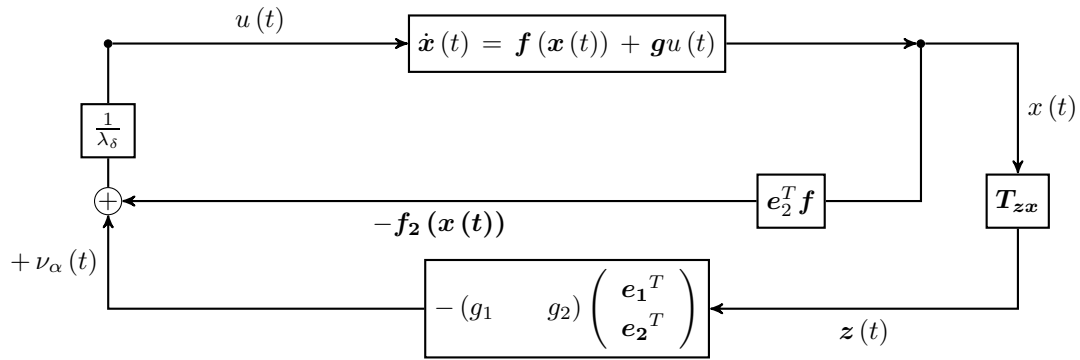 u (t)
ẋ (t) = f (x (t)) + gu (t)
1/λ_δ
x (t)
+
e_2^T f
T_zx
−f_2 (x (t))
+ ν_α (t)
− (g_1 g_2) ( e_1^T
e_2^T )
z (t)